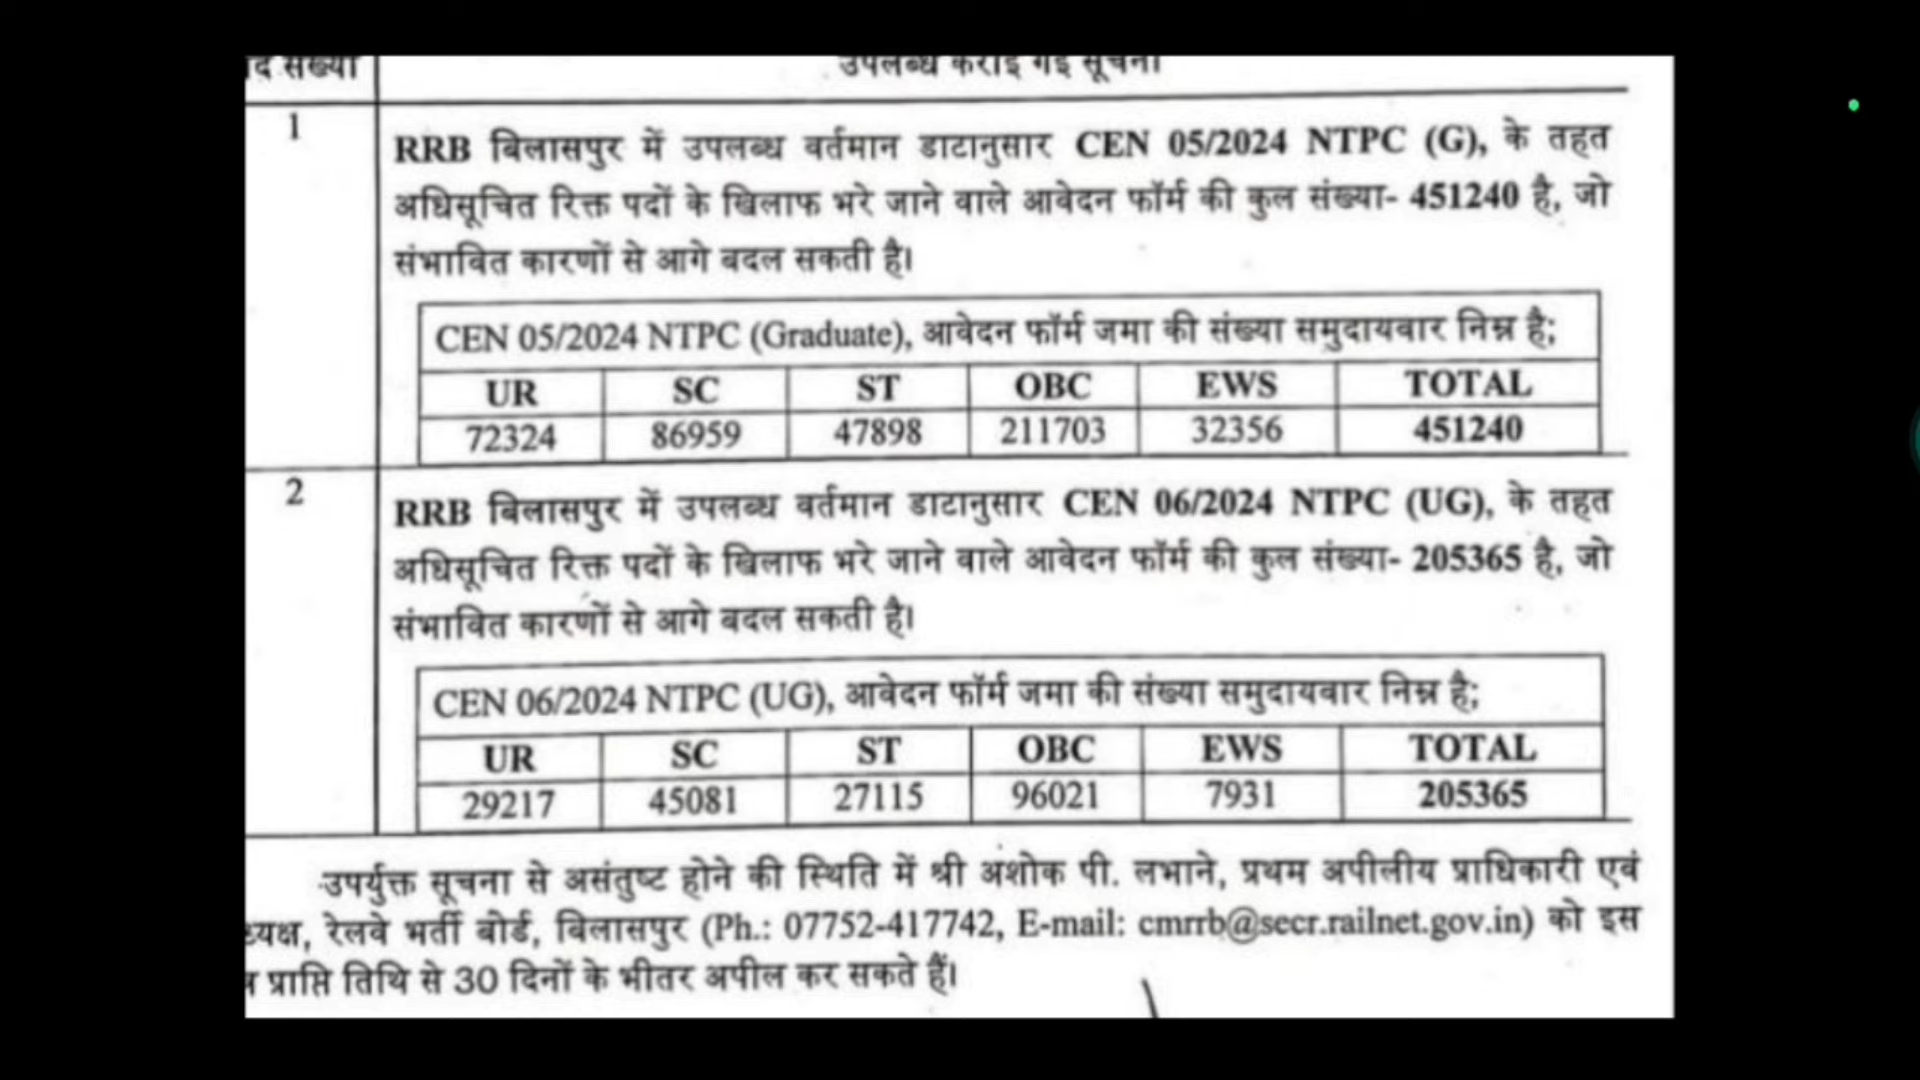 पद संख्या
उपलब्ध कराई गई सूचना
1
RRB बिलासपुर में उपलब्ध वर्तमान डाटानुसार CEN 05/2024 NTPC (G), के तहत
अधिसूचित रिक्त पदों के खिलाफ भरे जाने वाले आवेदन फॉर्म की कुल संख्या- 451240 है, जो
संभावित कारणों से आगे बदल सकती है।
CEN 05/2024 NTPC (Graduate), आवेदन फॉर्म जमा की संख्या समुदायवार निम्न है;
UR SC ST OBC EWS TOTAL
72324 86959 47898 211703 32356 451240
2
RRB बिलासपुर में उपलब्ध वर्तमान डाटानुसार CEN 06/2024 NTPC (UG), के तहत
अधिसूचित रिक्त पदों के खिलाफ भरे जाने वाले आवेदन फॉर्म की कुल संख्या- 205365 है, जो
संभावित कारणों से आगे बदल सकती है।
CEN 06/2024 NTPC (UG), आवेदन फॉर्म जमा की संख्या समुदायवार निम्न है;
UR SC ST OBC EWS TOTAL
29217 45081 27115 96021 7931 205365
उपर्युक्त सूचना से असंतुष्ट होने की स्थिति में श्री अशोक पी. लभाने, प्रथम अपीलीय प्राधिकारी एवं
ध्यक्ष, रेलवे भर्ती बोर्ड, बिलासपुर (Ph.: 07752-417742, E-mail: cmrrb@secr.railnet.gov.in) को इस
प्राप्ति तिथि से 30 दिनों के भीतर अपील कर सकते हैं।